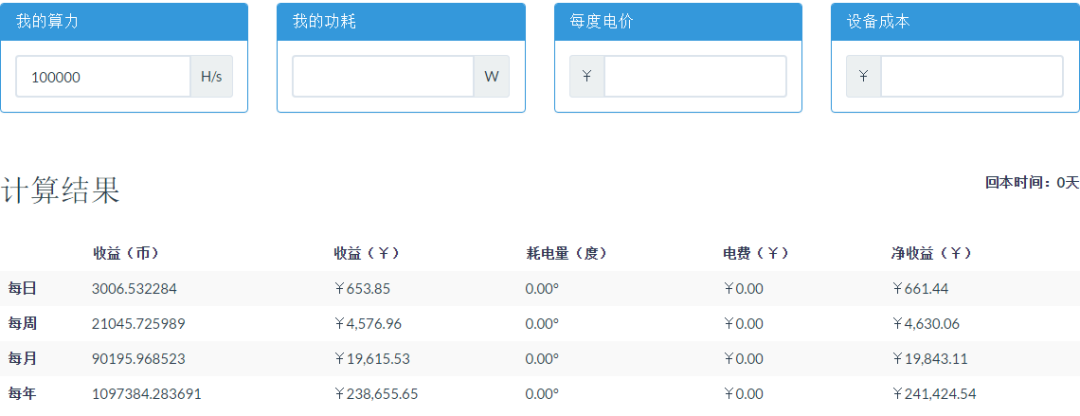 我的算力 我的功耗 每度电价 设备成本
100000 H/s W ￥ ￥
计算结果 回本时间：0天
收益（币） 收益（￥） 耗电量（度） 电费（￥） 净收益（￥）
每日 3006.532284 ￥653.85 0.00° ￥0.00 ￥661.44
每周 21045.725989 ￥4,576.96 0.00° ￥0.00 ￥4,630.06
每月 90195.968523 ￥19,615.53 0.00° ￥0.00 ￥19,843.11
每年 1097384.283691 ￥238,655.65 0.00° ￥0.00 ￥241,424.54